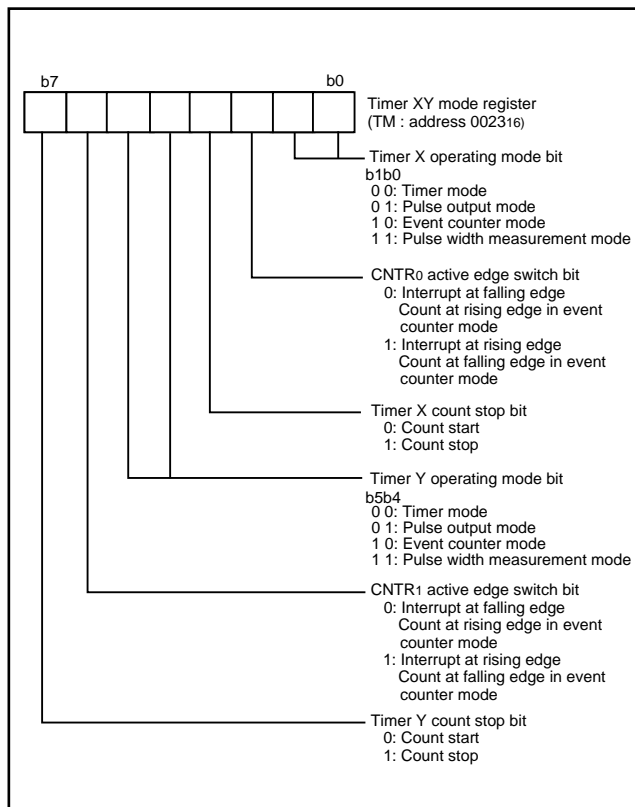 b7 b0
Timer XY mode register
(TM : address 002316)
Timer X operating mode bit
b1b0
0 0: Timer mode
0 1: Pulse output mode
1 0: Event counter mode
1 1: Pulse width measurement mode
CNTR0 active edge switch bit
0: Interrupt at falling edge
Count at rising edge in event
counter mode
1: Interrupt at rising edge
Count at falling edge in event
counter mode
Timer X count stop bit
0: Count start
1: Count stop
Timer Y operating mode bit
b5b4
0 0: Timer mode
0 1: Pulse output mode
1 0: Event counter mode
1 1: Pulse width measurement mode
CNTR1 active edge switch bit
0: Interrupt at falling edge
Count at rising edge in event
counter mode
1: Interrupt at rising edge
Count at falling edge in event
counter mode
Timer Y count stop bit
0: Count start
1: Count stop